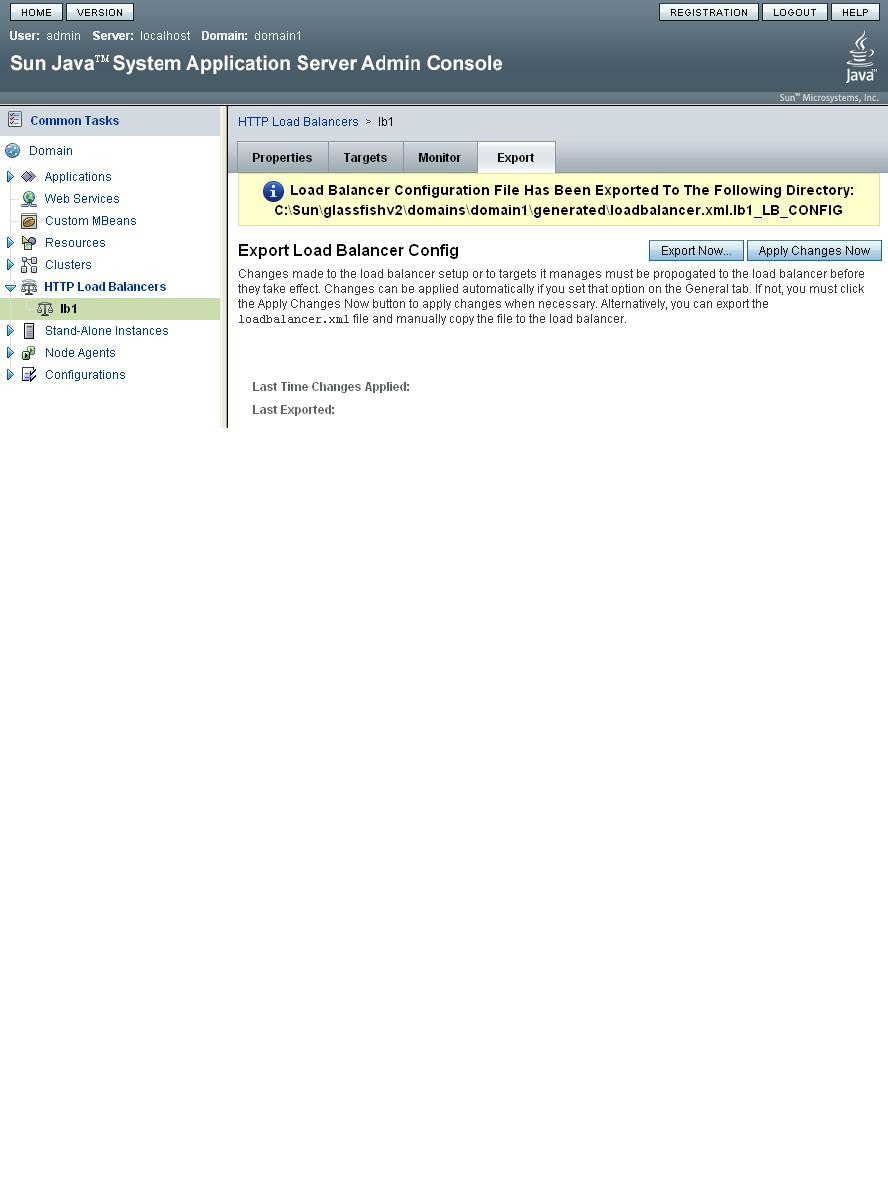 HOME VERSION REGISTRATION LOGOUT HELP
User: admin Server: localhost Domain: domain1
Sun Java™ System Application Server Admin Console
Java™
Sun™ Microsystems, Inc.
Common Tasks
Domain
Applications
Web Services
Custom MBeans
Resources
Clusters
HTTP Load Balancers
lb1
Stand-Alone Instances
Node Agents
Configurations
HTTP Load Balancers > lb1
Properties Targets Monitor Export
Load Balancer Configuration File Has Been Exported To The Following Directory:
C:\Sun\glassfishv2\domains\domain1\generated\loadbalancer.xml.lb1_LB_CONFIG
Export Load Balancer Config
Export Now... Apply Changes Now
Changes made to the load balancer setup or to targets it manages must be propogated to the load balancer before
they take effect. Changes can be applied automatically if you set that option on the General tab. If not, you must click
the Apply Changes Now button to apply changes when necessary. Alternatively, you can export the
loadbalancer.xml file and manually copy the file to the load balancer.
Last Time Changes Applied:
Last Exported: